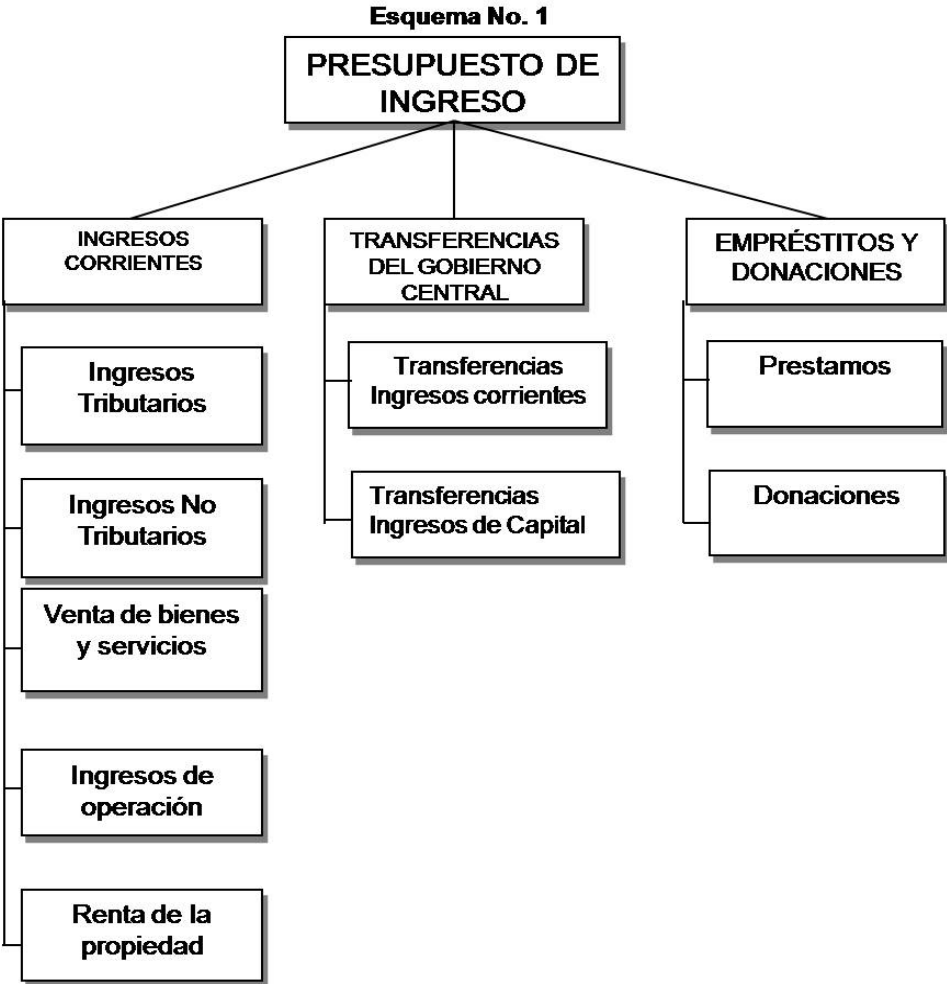 Esquema No. 1
PRESUPUESTO DE
INGRESO
INGRESOS
CORRIENTES
Ingresos
Tributarios
Ingresos No
Tributarios
Venta de bienes
y servicios
Ingresos de
operación
Renta de la
propiedad
TRANSFERENCIAS
DEL GOBIERNO
CENTRAL
Transferencias
Ingresos corrientes
Transferencias
Ingresos de Capital
EMPRÉSTITOS Y
DONACIONES
Prestamos
Donaciones